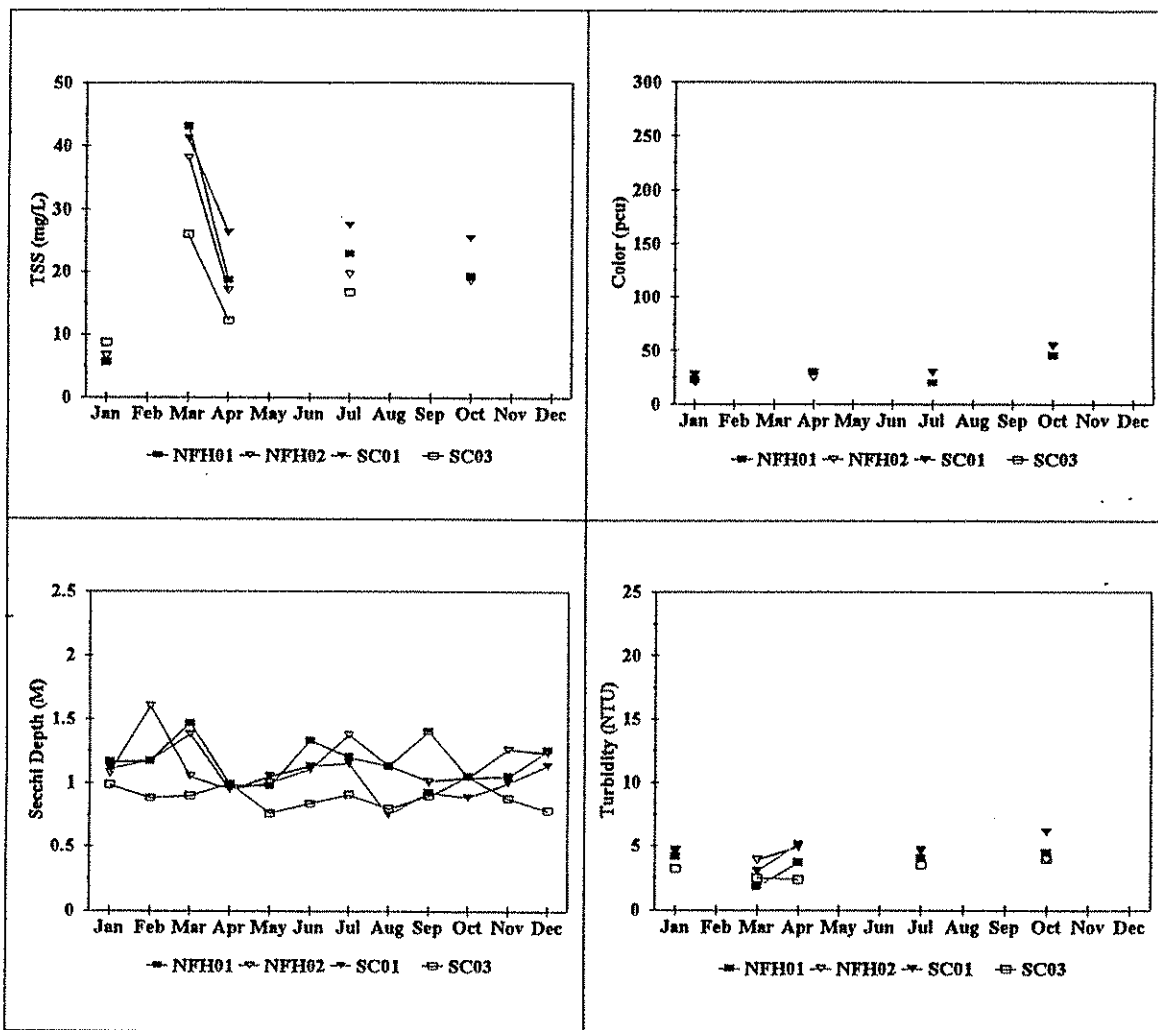 50
40
30
20
10
0
TSS (mg/L)
Jan Feb Mar Apr May Jun Jul Aug Sep Oct Nov Dec
NFH01 NFH02 SC01 SC03
300
250
200
150
100
50
0
Color (pcu)
Jan Feb Mar Apr May Jun Jul Aug Sep Oct Nov Dec
NFH01 NFH02 SC01 SC03
2.5
2
1.5
1
0.5
0
Secchi Depth (M)
Jan Feb Mar Apr May Jun Jul Aug Sep Oct Nov Dec
NFH01 NFH02 SC01 SC03
25
20
15
10
5
0
Turbidity (NTU)
Jan Feb Mar Apr May Jun Jul Aug Sep Oct Nov Dec
NFH01 NFH02 SC01 SC03